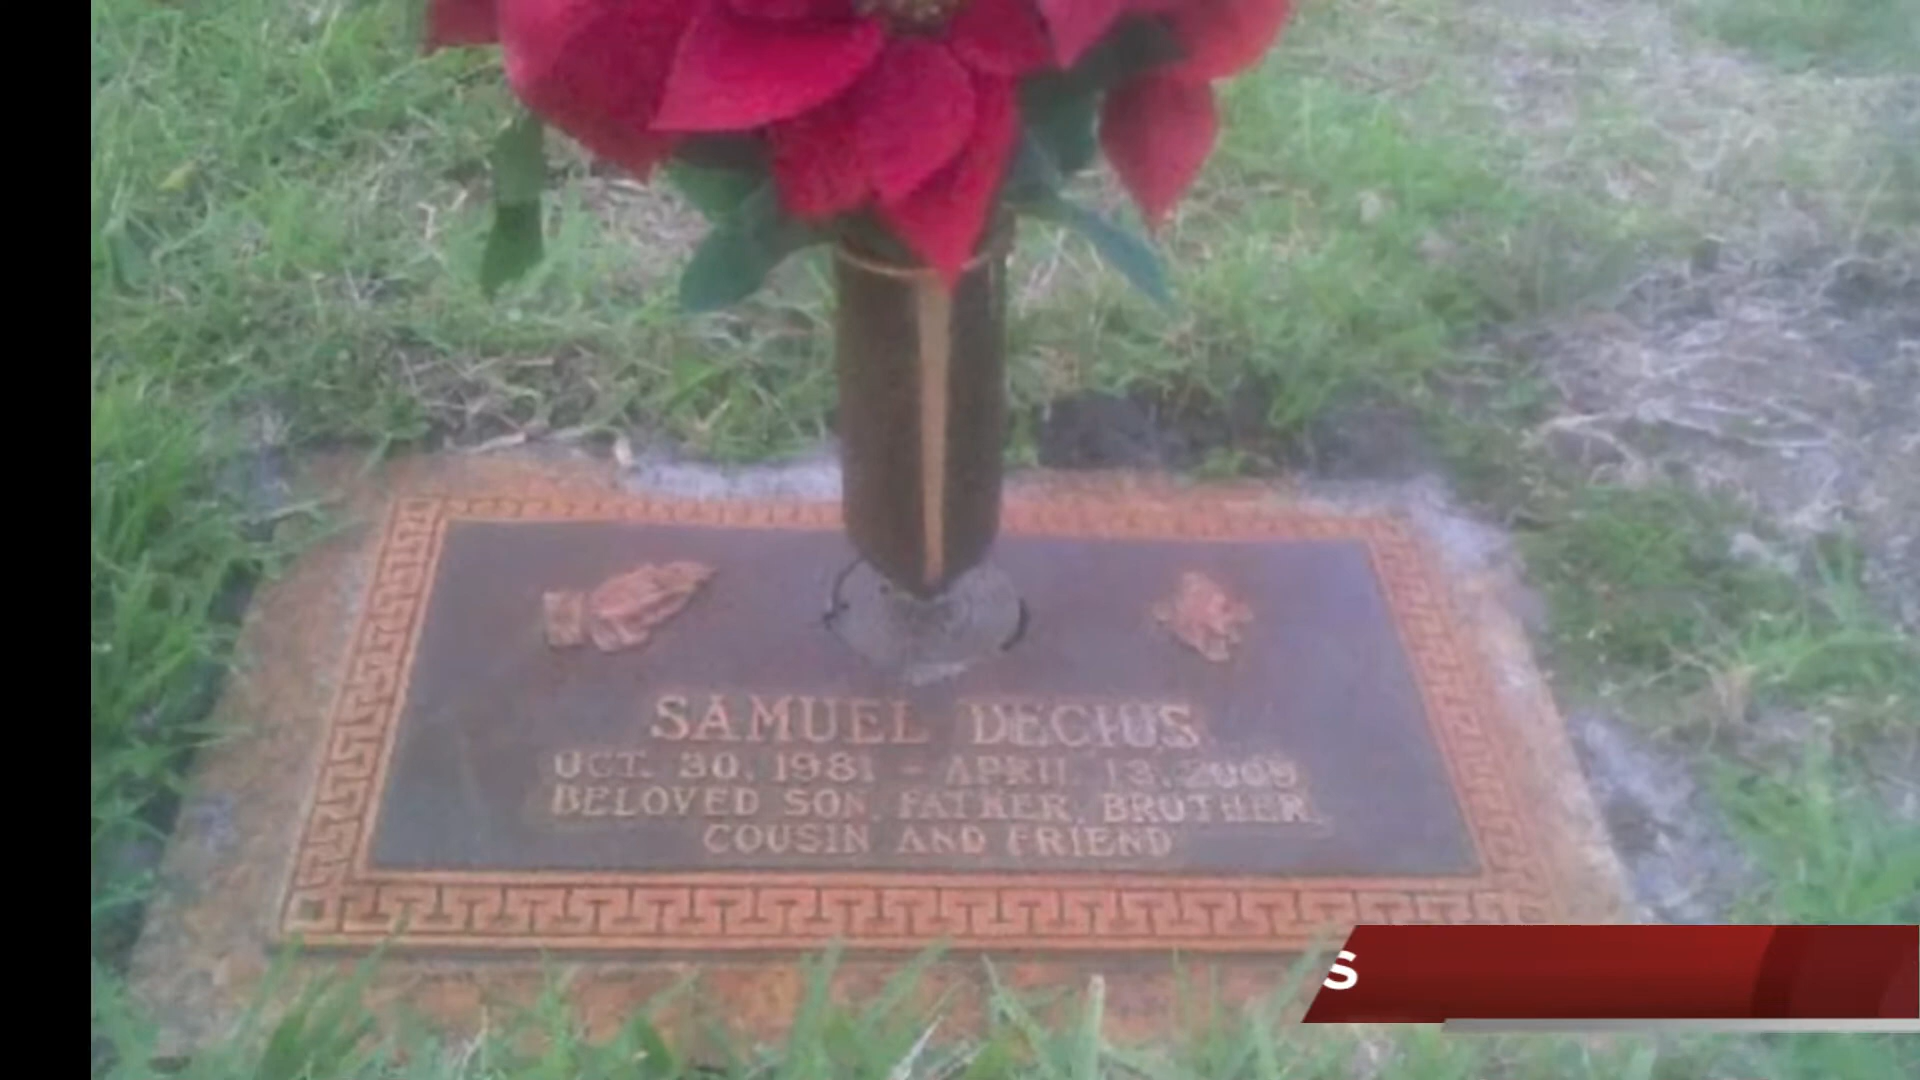 SAMUEL DECIUS
OCT. 30, 1981 - APRIL 13, 2009
BELOVED SON, FATHER, BROTHER,
COUSIN AND FRIEND
S